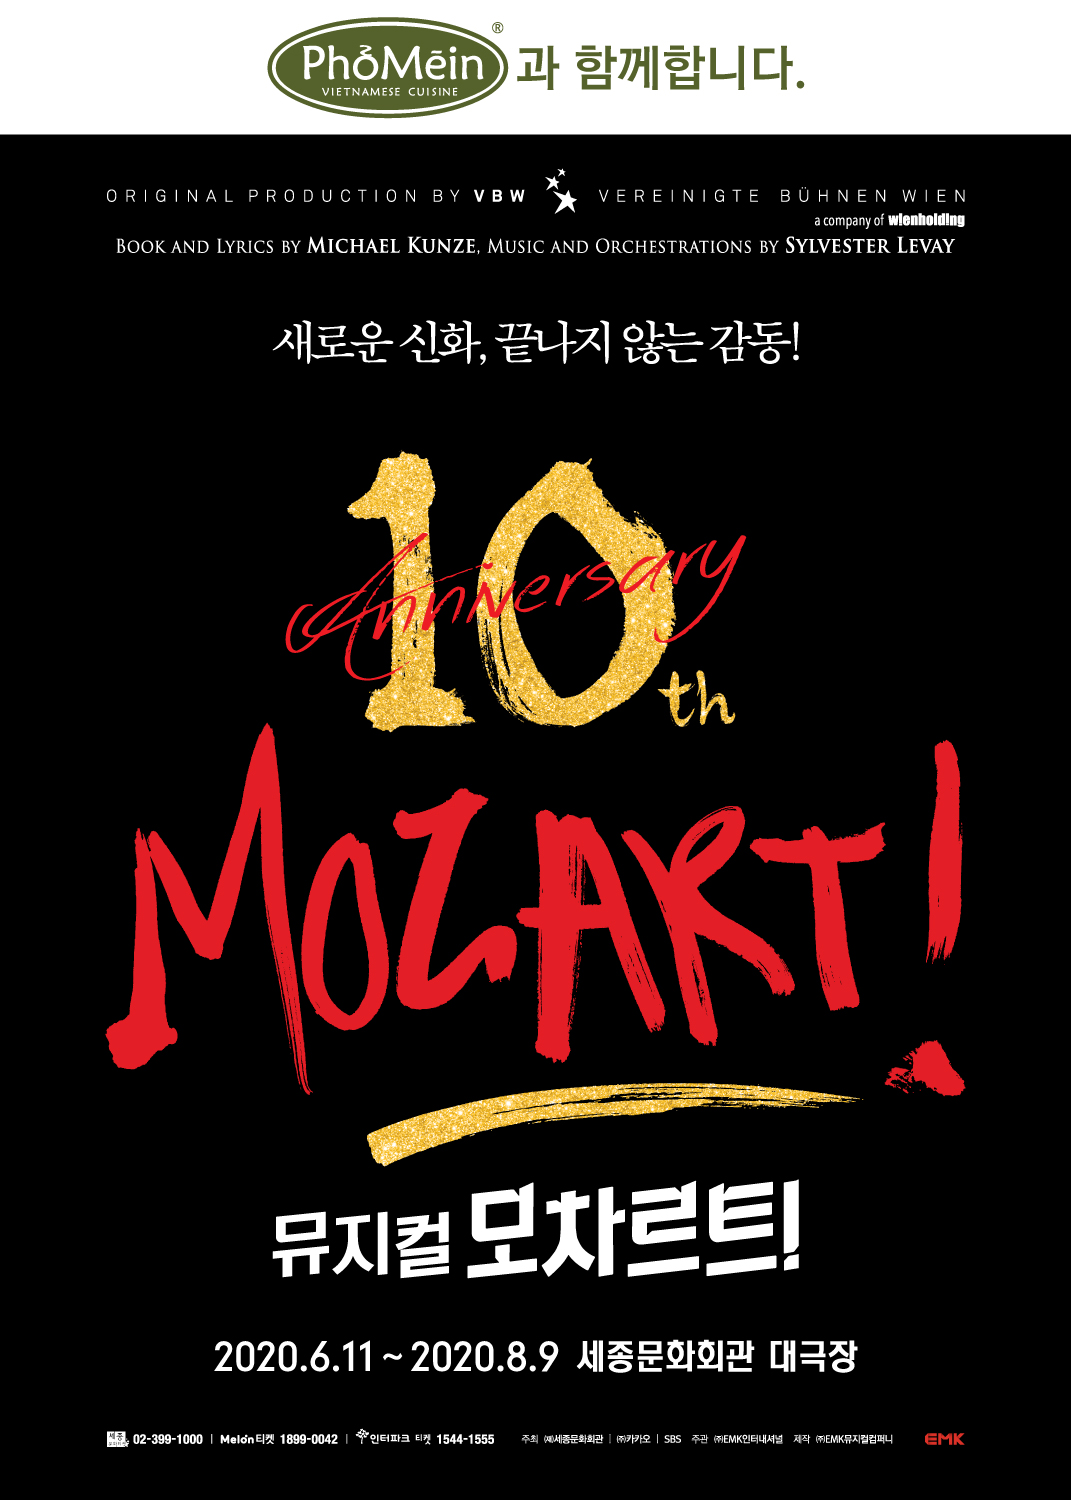 PhỏMēin®과 함께합니다.
VIETNAMESE CUISINE
ORIGINAL PRODUCTION BY VBW VEREINIGTE BÜHNEN WIEN
a company of wienholding
BOOK AND LYRICS BY MICHAEL KUNZE, MUSIC AND ORCHESTRATIONS BY SYLVESTER LEVAY
새로운 신화, 끝나지 않는 감동!
10th
Anniversary
MOZART!
뮤지컬 모차르트!
2020.6.11 ~ 2020.8.9 세종문화회관 대극장
02-399-1000 | Melon티켓 1899-0042 | 인터파크 티켓 1544-1555 주최 ㈶세종문화회관 | ㈜카카오 | SBS 주관 ㈜EMK인터내셔널 제작 ㈜EMK뮤지컬컴퍼니 EMK